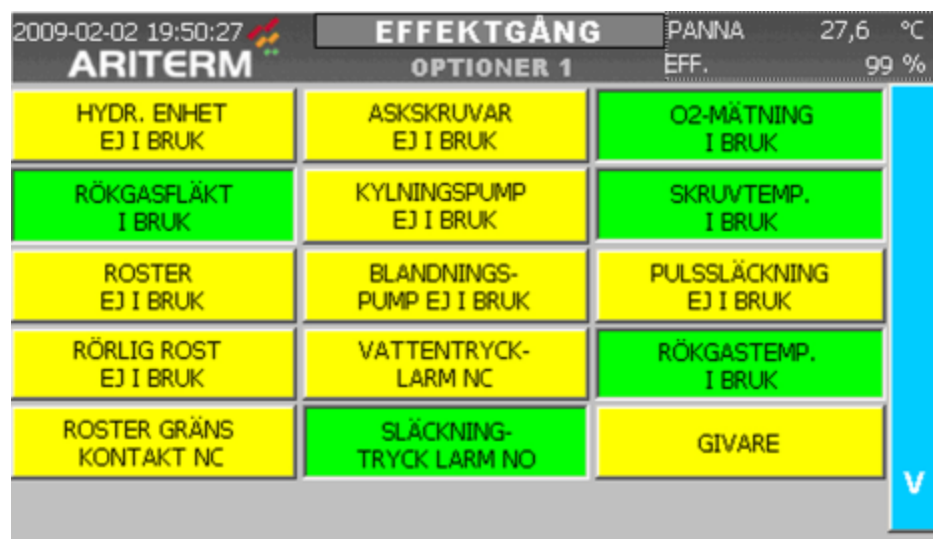 2009-02-02 19:50:27
ARITERM
EFFEKTGÅNG
OPTIONER 1
PANNA 27,6 °C
EFF. 99 %
HYDR. ENHET
EJ I BRUK
ASKSKRUVAR
EJ I BRUK
O2-MÄTNING
I BRUK
RÖKGASFLÄKT
I BRUK
KYLNINGSPUMP
EJ I BRUK
SKRUVTEMP.
I BRUK
ROSTER
EJ I BRUK
BLANDNINGS-
PUMP EJ I BRUK
PULSSLÄCKNING
EJ I BRUK
RÖRLIG ROST
EJ I BRUK
VATTENTRYCK-
LARM NC
RÖKGASTEMP.
I BRUK
ROSTER GRÄNS
KONTAKT NC
SLÄCKNING-
TRYCK LARM NO
GIVARE
V